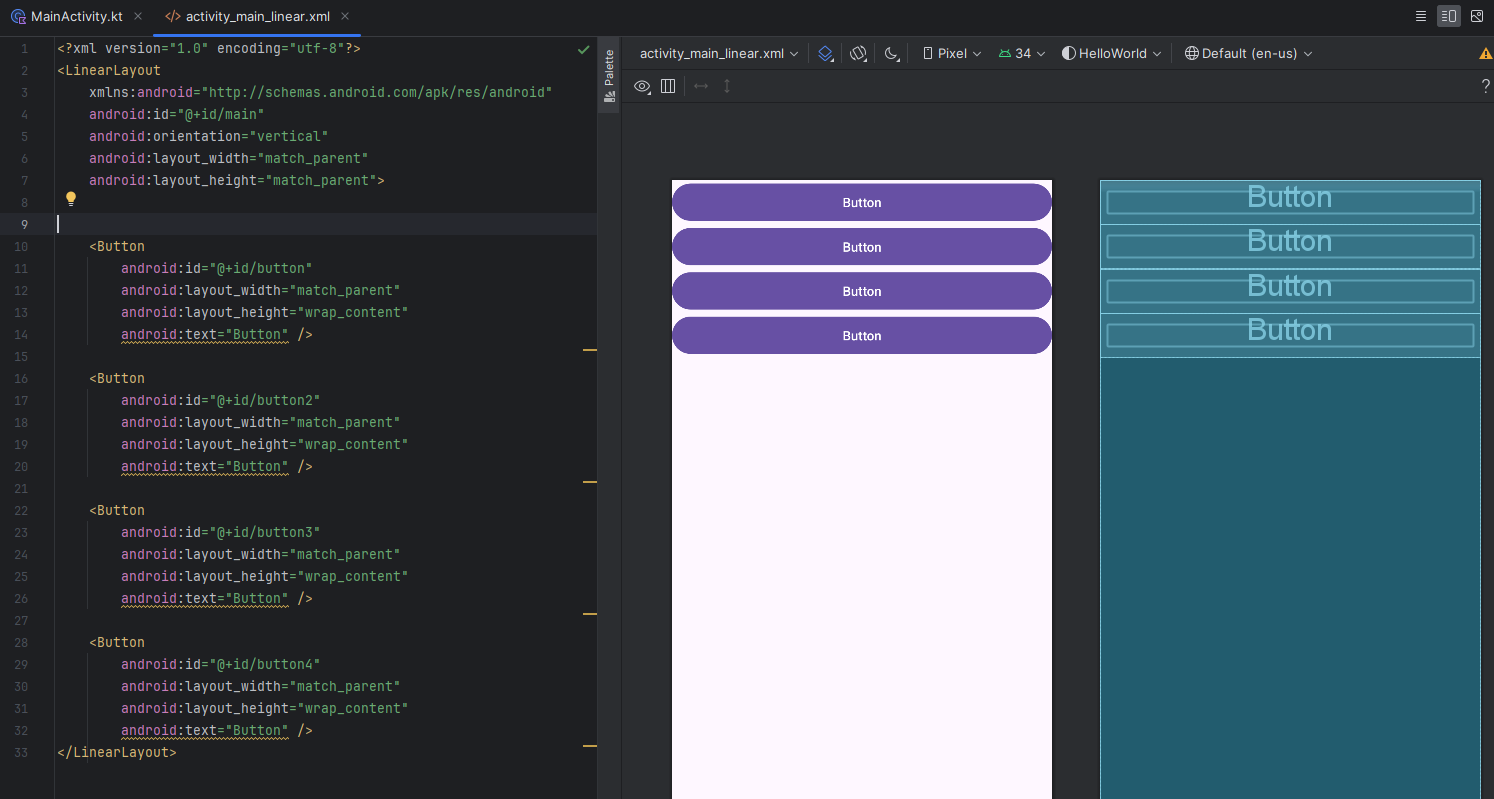 MainActivity.kt
activity_main_linear.xml
1 <?xml version="1.0" encoding="utf-8"?>
2 <LinearLayout
3 xmlns:android="http://schemas.android.com/apk/res/android"
4 android:id="@+id/main"
5 android:orientation="vertical"
6 android:layout_width="match_parent"
7 android:layout_height="match_parent">
8
9
10 <Button
11 android:id="@+id/button"
12 android:layout_width="match_parent"
13 android:layout_height="wrap_content"
14 android:text="Button" />
15
16 <Button
17 android:id="@+id/button2"
18 android:layout_width="match_parent"
19 android:layout_height="wrap_content"
20 android:text="Button" />
21
22 <Button
23 android:id="@+id/button3"
24 android:layout_width="match_parent"
25 android:layout_height="wrap_content"
26 android:text="Button" />
27
28 <Button
29 android:id="@+id/button4"
30 android:layout_width="match_parent"
31 android:layout_height="wrap_content"
32 android:text="Button" />
33 </LinearLayout>
Palette
activity_main_linear.xml Pixel 34 HelloWorld Default (en-us)
?
Button
Button
Button
Button
Button
Button
Button
Button